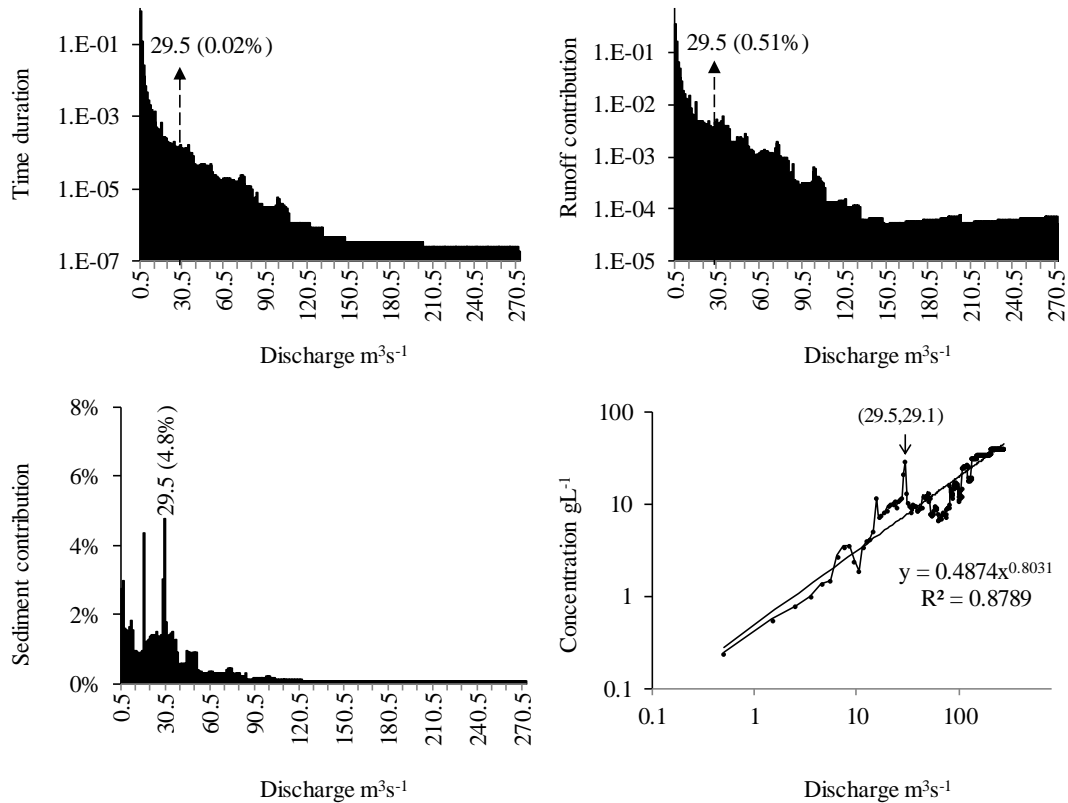 Time duration
1.E-01
1.E-03
1.E-05
1.E-07
29.5 (0.02%)
0.5
30.5
60.5
90.5
120.5
150.5
180.5
210.5
240.5
270.5
Discharge m³s⁻¹
Runoff contribution
1.E-01
1.E-02
1.E-03
1.E-04
1.E-05
29.5 (0.51%)
0.5
30.5
60.5
90.5
120.5
150.5
180.5
210.5
240.5
270.5
Discharge m³s⁻¹
Sediment contribution
8%
6%
4%
2%
0%
29.5 (4.8%)
0.5
30.5
60.5
90.5
120.5
150.5
180.5
210.5
240.5
270.5
Discharge m³s⁻¹
Concentration gL⁻¹
100
10
1
0.1
(29.5,29.1)
y = 0.4874x^0.8031
R² = 0.8789
0.1
1
10
100
Discharge m³s⁻¹